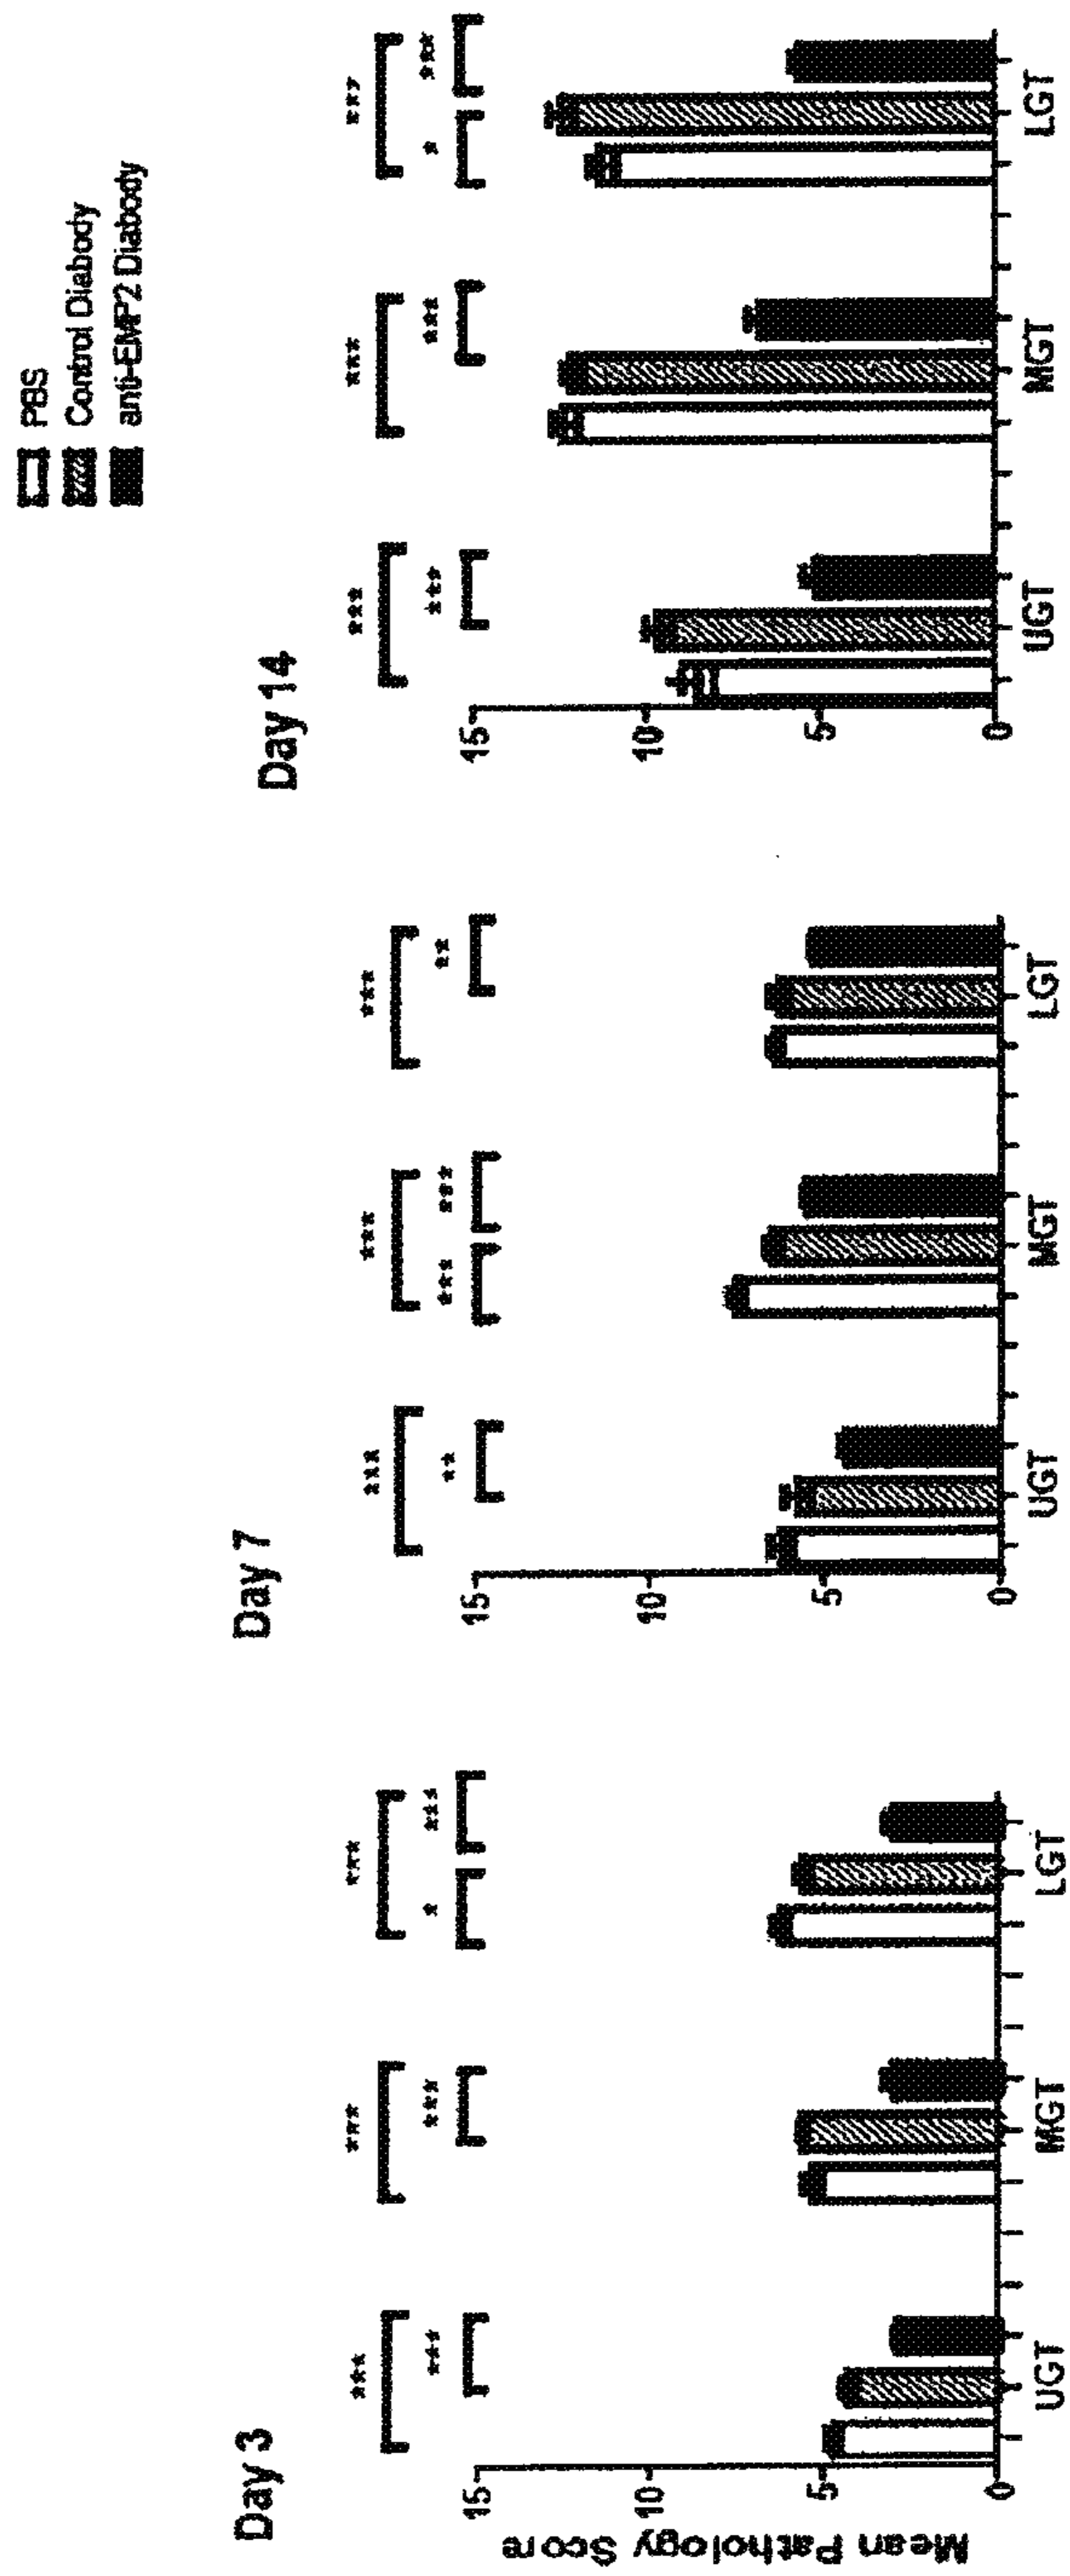 PBS
Control Diabody
anti-EMP2 Diabody
Day 3
*** *** ***
*** *** * ***
15
10
5
0
Mean Pathology Score
UGT MGT LGT
Day 7
*** *** ***
** *** *** **
15
10
5
0
UGT MGT LGT
Day 14
*** *** ***
*** *** * ***
15
10
5
0
UGT MGT LGT